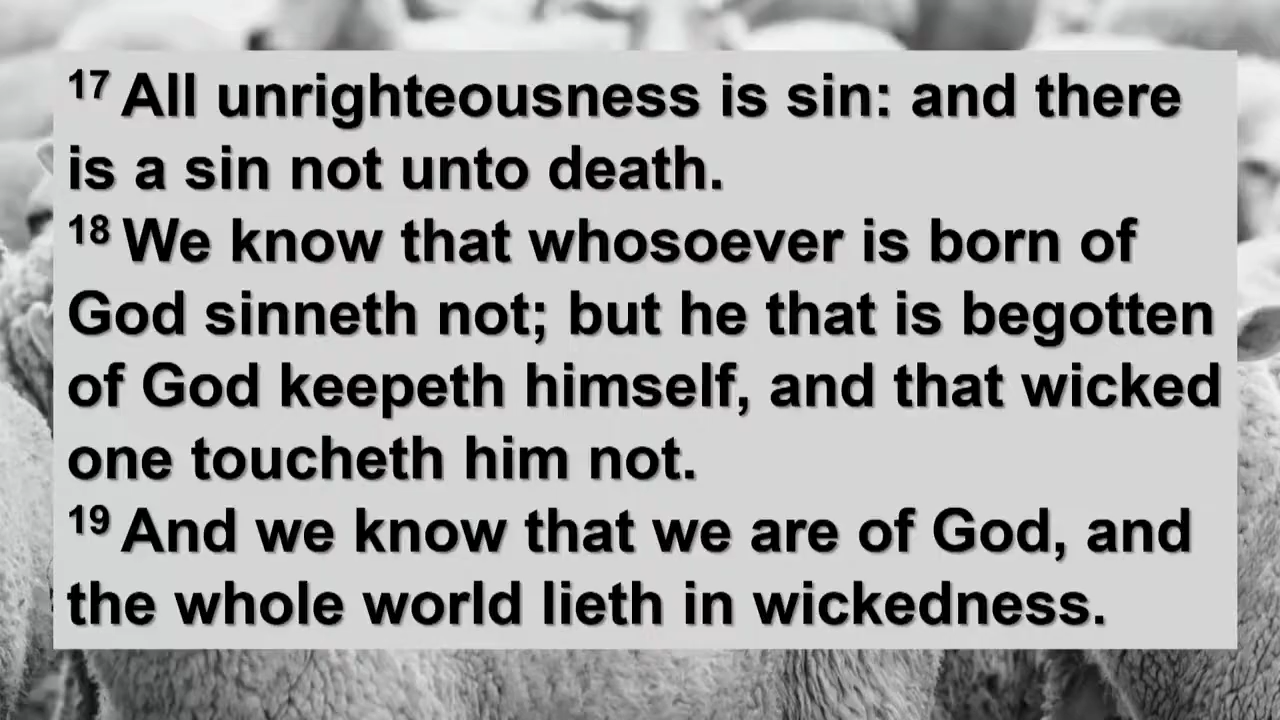 17 All unrighteousness is sin: and there
is a sin not unto death.
18 We know that whosoever is born of
God sinneth not; but he that is begotten
of God keepeth himself, and that wicked
one toucheth him not.
19 And we know that we are of God, and
the whole world lieth in wickedness.